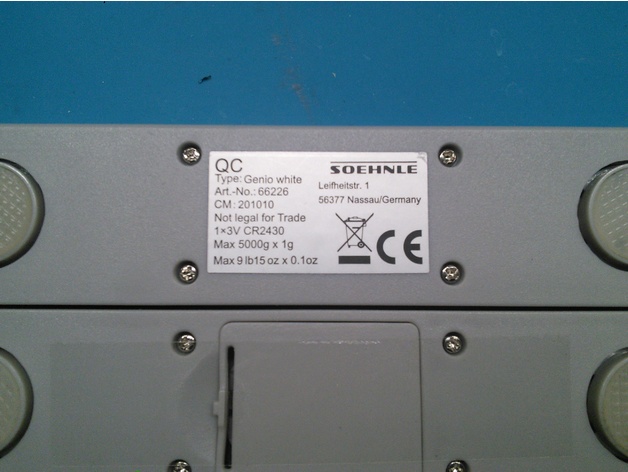 QC
SOEHNLE
Type: Genio white
Leifheitstr. 1
Art.-No.: 66226
56377 Nassau/Germany
CM: 201010
Not legal for Trade
1×3V CR2430
Max 5000g x 1g
Max 9 lb15 oz x 0.1oz
CE